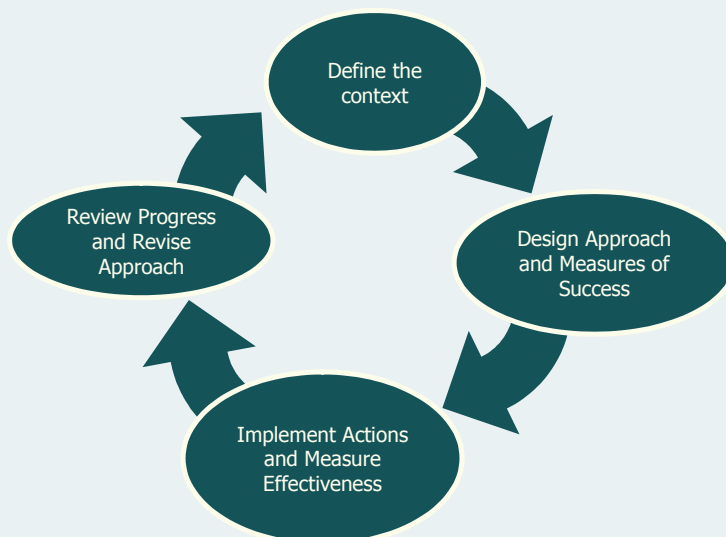 Define the
context
Design Approach
and Measures of
Success
Implement Actions
and Measure
Effectiveness
Review Progress
and Revise
Approach